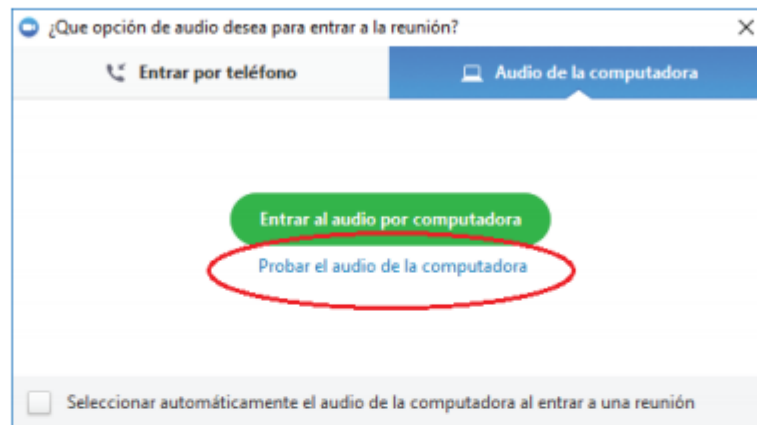 ¿Que opción de audio desea para entrar a la reunión?
Entrar por teléfono
Audio de la computadora
Entrar al audio por computadora
Probar el audio de la computadora
Seleccionar automáticamente el audio de la computadora al entrar a una reunión